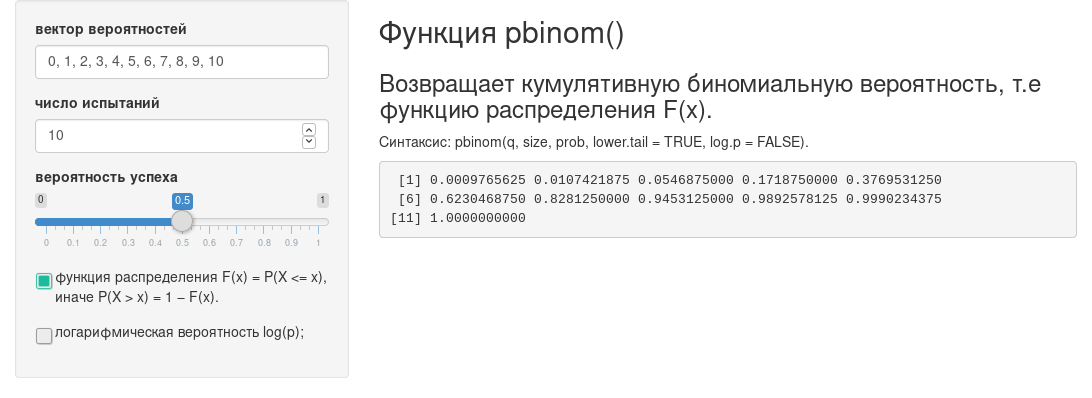 вектор вероятностей
0, 1, 2, 3, 4, 5, 6, 7, 8, 9, 10
число испытаний
10
вероятность успеха
0 0.5 1
0 0.1 0.2 0.3 0.4 0.5 0.6 0.7 0.8 0.9 1
функция распределения F(x) = P(X <= x),
иначе P(X > x) = 1 – F(x).
логарифмическая вероятность log(p);
Функция pbinom()
Возвращает кумулятивную биномиальную вероятность, т.е
функцию распределения F(x).
Синтаксис: pbinom(q, size, prob, lower.tail = TRUE, log.p = FALSE).
[1] 0.0009765625 0.0107421875 0.0546875000 0.1718750000 0.3769531250
[6] 0.6230468750 0.8281250000 0.9453125000 0.9892578125 0.9990234375
[11] 1.0000000000